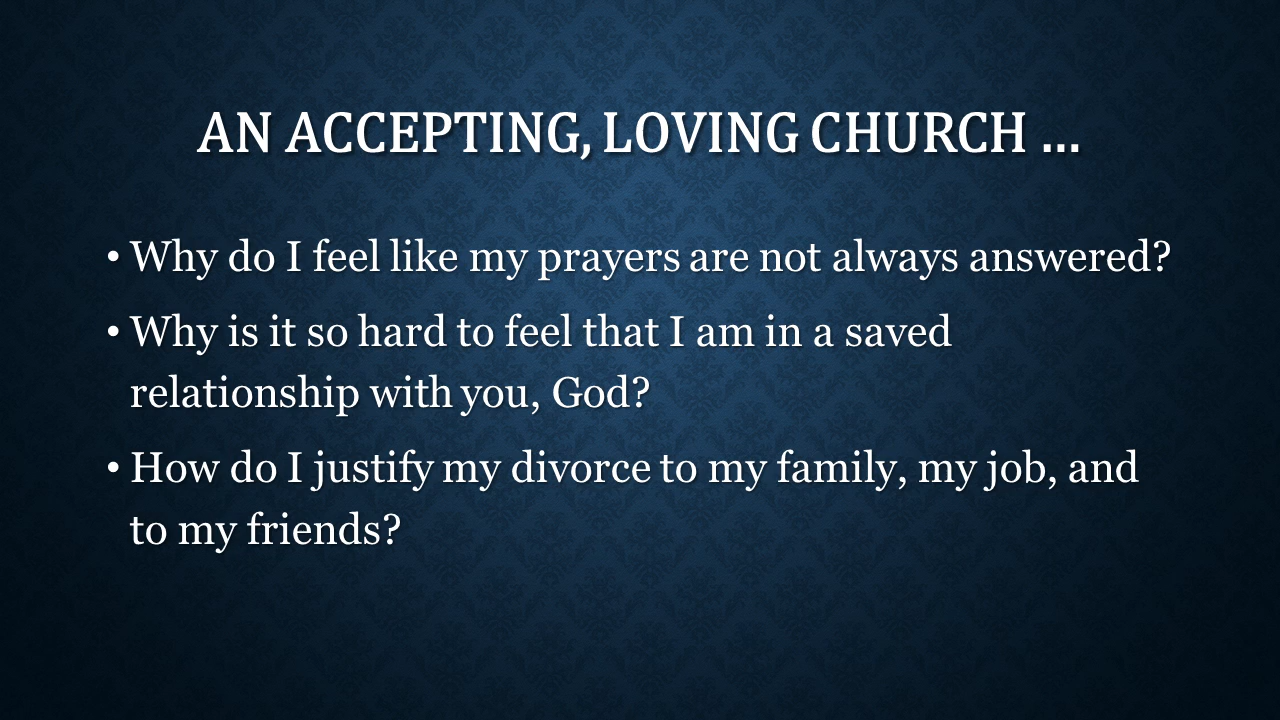 AN ACCEPTING, LOVING CHURCH ...
• Why do I feel like my prayers are not always answered?
• Why is it so hard to feel that I am in a saved
relationship with you, God?
• How do I justify my divorce to my family, my job, and
to my friends?